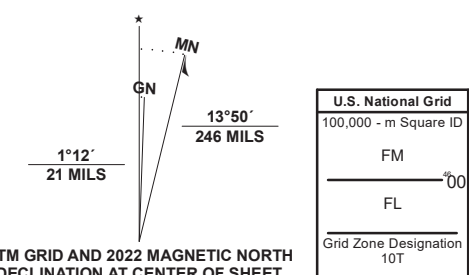 ★
MN
GN
13°50´
246 MILS
1°12´
21 MILS
TM GRID AND 2022 MAGNETIC NORTH
DECLINATION AT CENTER OF SHEET
U.S. National Grid
100,000 - m Square ID
FM
4600
FL
Grid Zone Designation
10T